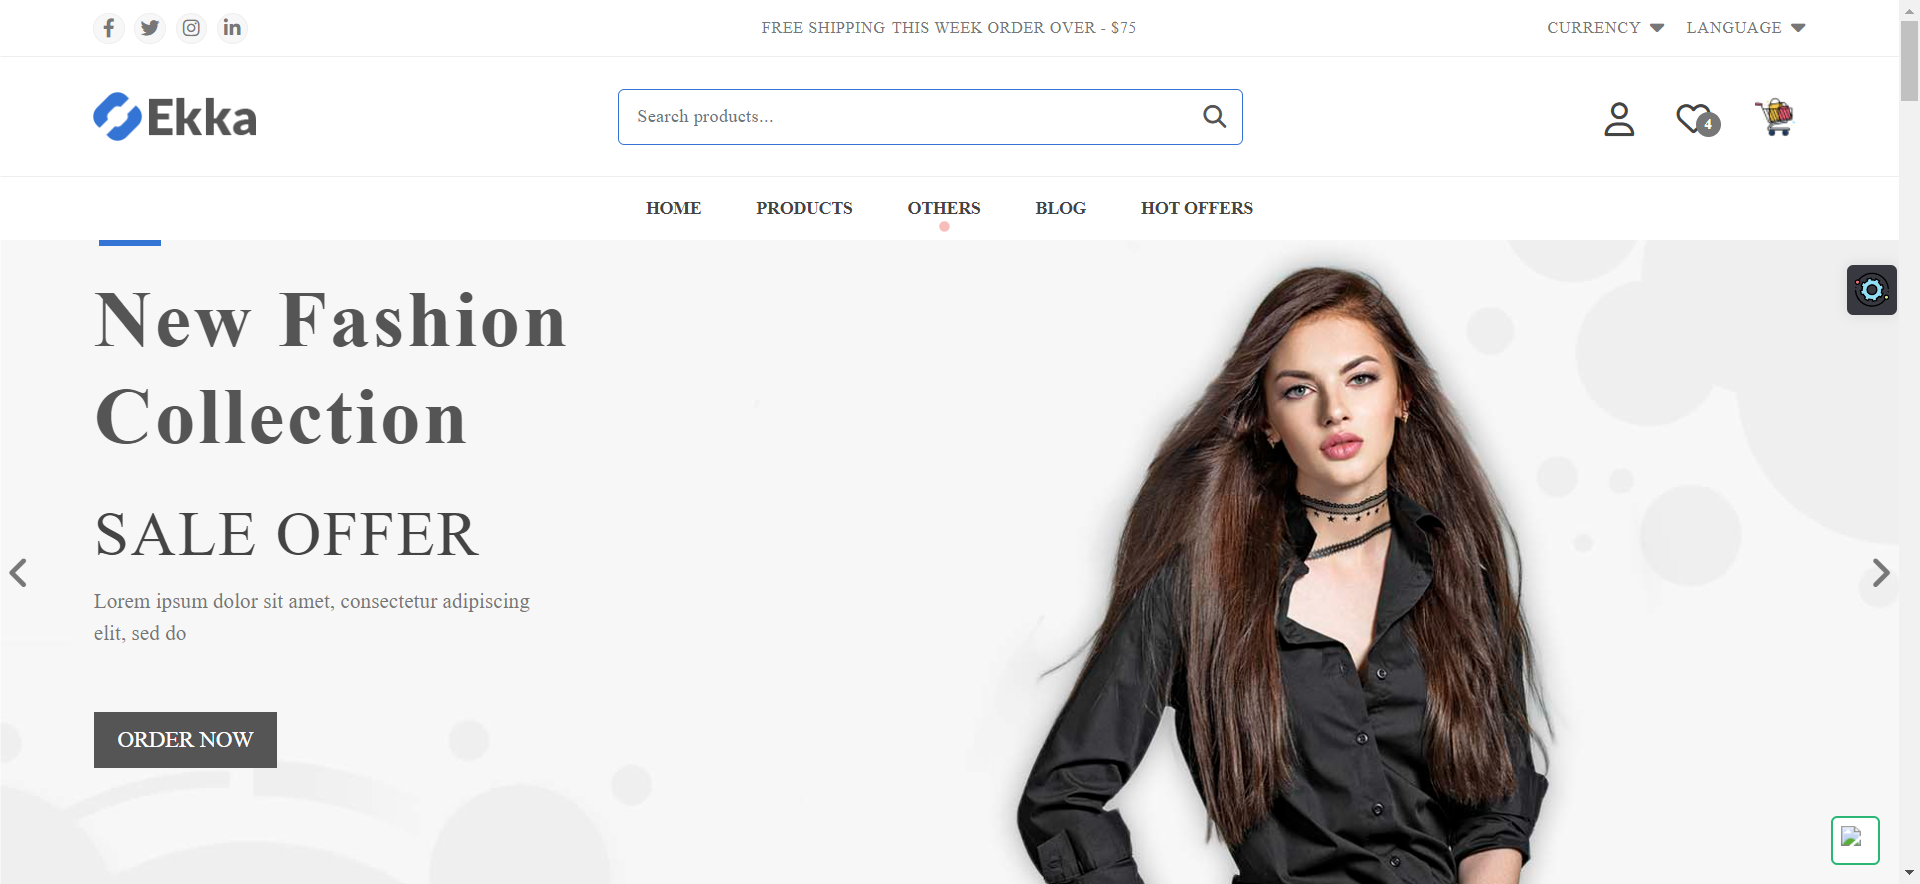 FREE SHIPPING THIS WEEK ORDER OVER - $75
CURRENCY
LANGUAGE
Ekka
Search products...
4
HOME
PRODUCTS
OTHERS
BLOG
HOT OFFERS
New Fashion
Collection
SALE OFFER
Lorem ipsum dolor sit amet, consectetur adipiscing
elit, sed do
ORDER NOW